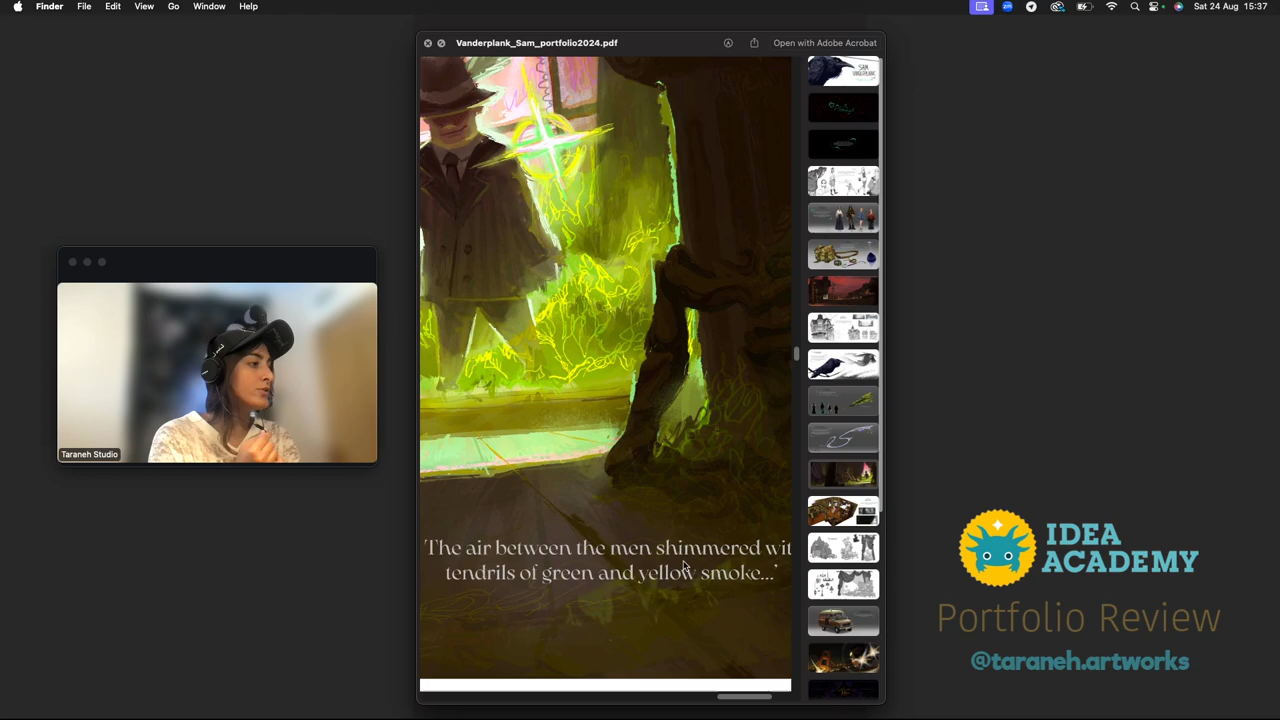 Finder File Edit View Go Window Help
Sat 24 Aug 15:37
Vanderplank_Sam_portfolio2024.pdf
Open with Adobe Acrobat
SAM
VANDERPLANK
Taraneh Studio
The air between the men shimmered wit
tendrils of green and yellow smoke...'
IDEA
ACADEMY
Portfolio Review
@taraneh.artworks